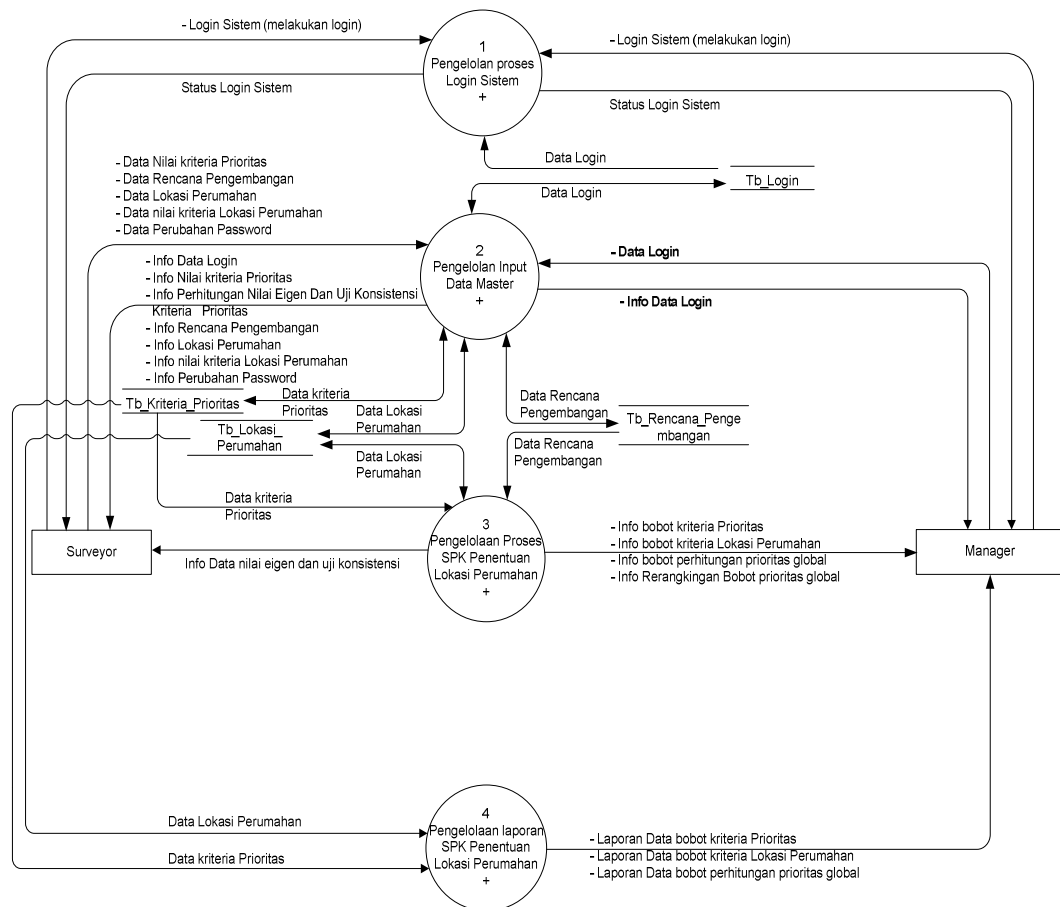 - Login Sistem (melakukan login)
1
Pengelolan proses
Login Sistem
+
- Login Sistem (melakukan login)
Status Login Sistem
Status Login Sistem
Data Login
Tb_Login
Data Login
- Data Nilai kriteria Prioritas
- Data Rencana Pengembangan
- Data Lokasi Perumahan
- Data nilai kriteria Lokasi Perumahan
- Data Perubahan Password
2
Pengelolan Input
Data Master
+
- Data Login
- Info Data Login
- Info Data Login
- Info Nilai kriteria Prioritas
- Info Perhitungan Nilai Eigen Dan Uji Konsistensi
Kriteria Prioritas
- Info Rencana Pengembangan
- Info Lokasi Perumahan
- Info nilai kriteria Lokasi Perumahan
- Info Perubahan Password
Tb_Kriteria_Prioritas
Data kriteria
Prioritas
Data Lokasi
Perumahan
Tb_Lokasi_
Perumahan
Data Lokasi
Perumahan
Data Rencana
Pengembangan
Tb_Rencana_Penge
mbangan
Data Rencana
Pengembangan
Data kriteria
Prioritas
3
Pengelolaan Proses
SPK Penentuan
Lokasi Perumahan
+
Surveyor
Info Data nilai eigen dan uji konsistensi
- Info bobot kriteria Prioritas
- Info bobot kriteria Lokasi Perumahan
- Info bobot perhitungan prioritas global
- Info Rerangkingan Bobot prioritas global
Manager
Data Lokasi Perumahan
Data kriteria Prioritas
4
Pengelolaan laporan
SPK Penentuan
Lokasi Perumahan
+
- Laporan Data bobot kriteria Prioritas
- Laporan Data bobot kriteria Lokasi Perumahan
- Laporan Data bobot perhitungan prioritas global